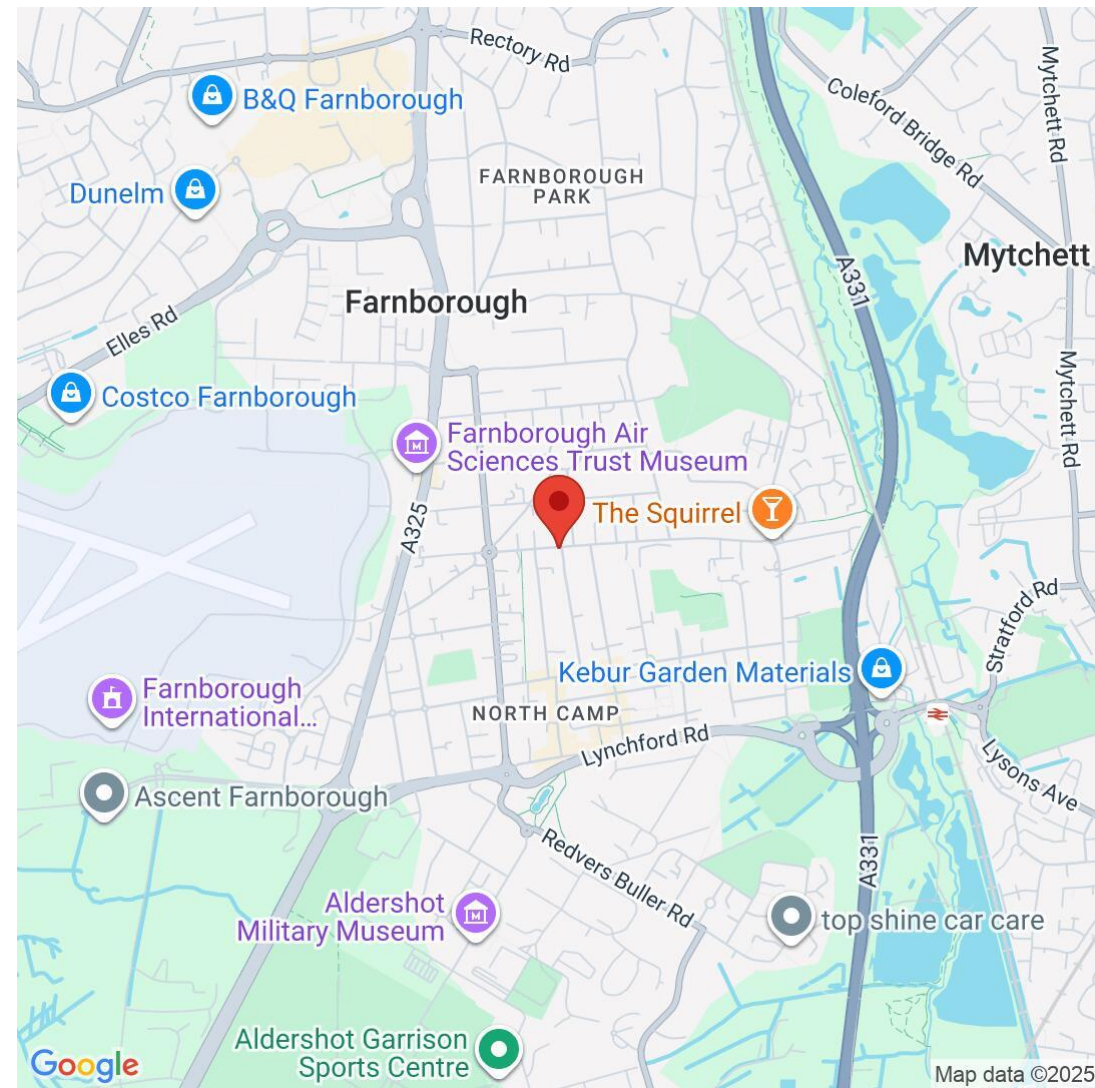 Rectory Rd
B&Q Farnborough
Coleford Bridge Rd
Mytchett Rd
Dunelm
FARNBOROUGH
PARK
Mytchett
A331
Elles Rd
Farnborough
Costco Farnborough
Mytchett Rd
Farnborough Air
Sciences Trust Museum
A325
The Squirrel
Stratford Rd
Kebur Garden Materials
Farnborough
International...
NORTH CAMP
Lynchford Rd
Lysons Ave
Ascent Farnborough
Redvers Buller Rd
A331
Aldershot
Military Museum
top shine car care
Aldershot Garrison
Sports Centre
Google
Map data ©2025